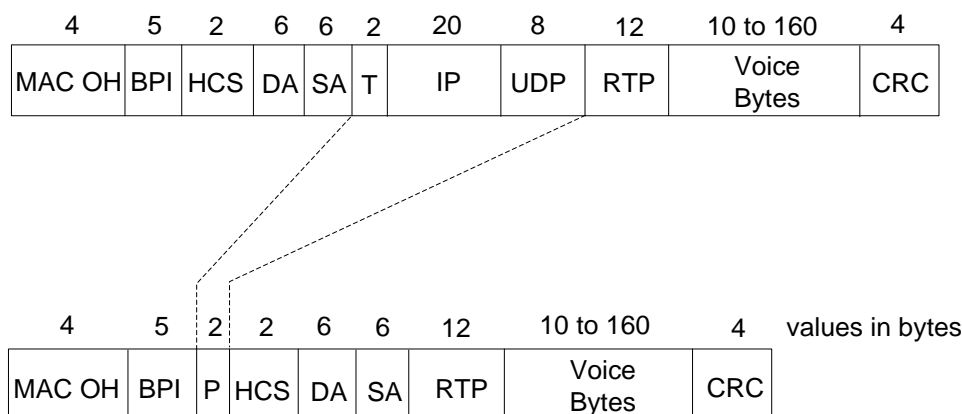 4 5 2 6 6 2 20 8 12 10 to 160 4
MAC OH BPI HCS DA SA T IP UDP RTP Voice Bytes CRC
4 5 2 2 6 6 12 10 to 160 4 values in bytes
MAC OH BPI P HCS DA SA RTP Voice Bytes CRC